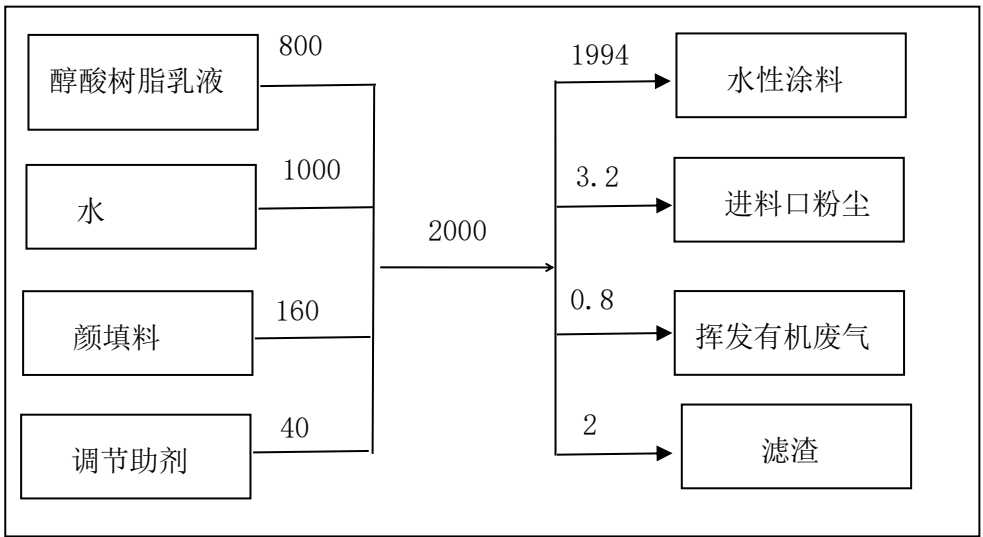 800
醇酸树脂乳液
1000
水
160
颜填料
40
调节助剂
2000
1994
水性涂料
3.2
进料口粉尘
0.8
挥发有机废气
2
滤渣